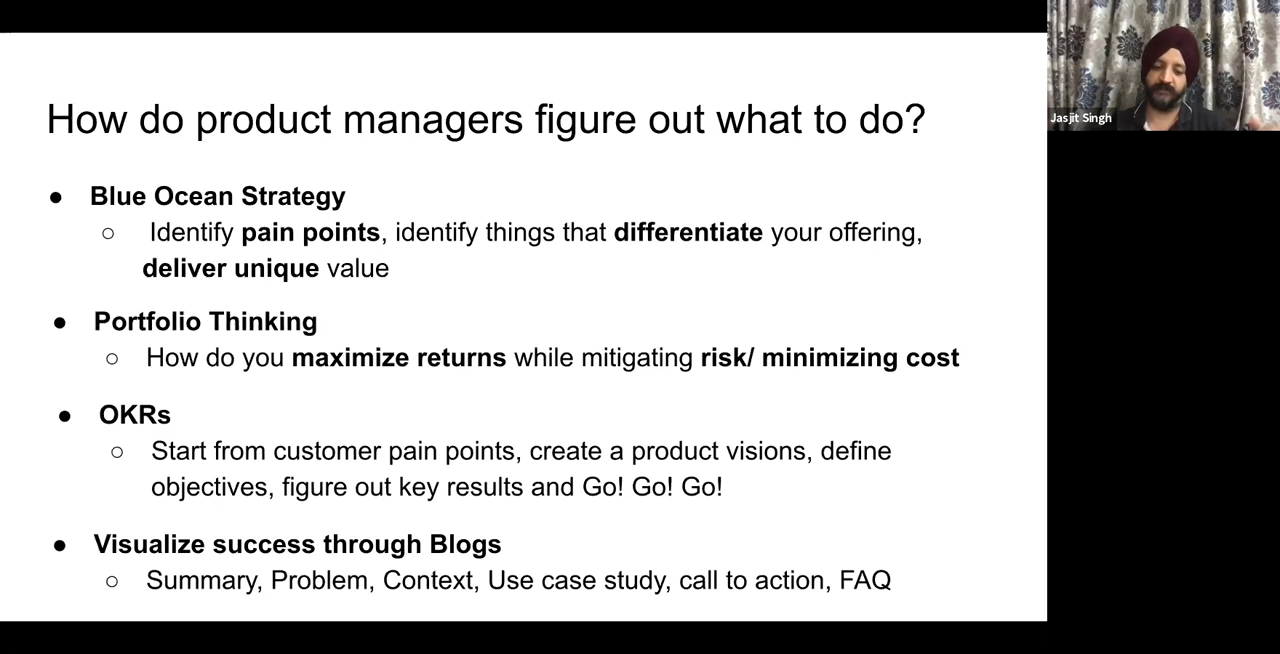 How do product managers figure out what to do?
● Blue Ocean Strategy
○ Identify pain points, identify things that differentiate your offering,
deliver unique value
● Portfolio Thinking
○ How do you maximize returns while mitigating risk/ minimizing cost
● OKRs
○ Start from customer pain points, create a product visions, define
objectives, figure out key results and Go! Go! Go!
● Visualize success through Blogs
○ Summary, Problem, Context, Use case study, call to action, FAQ
Jasjit Singh